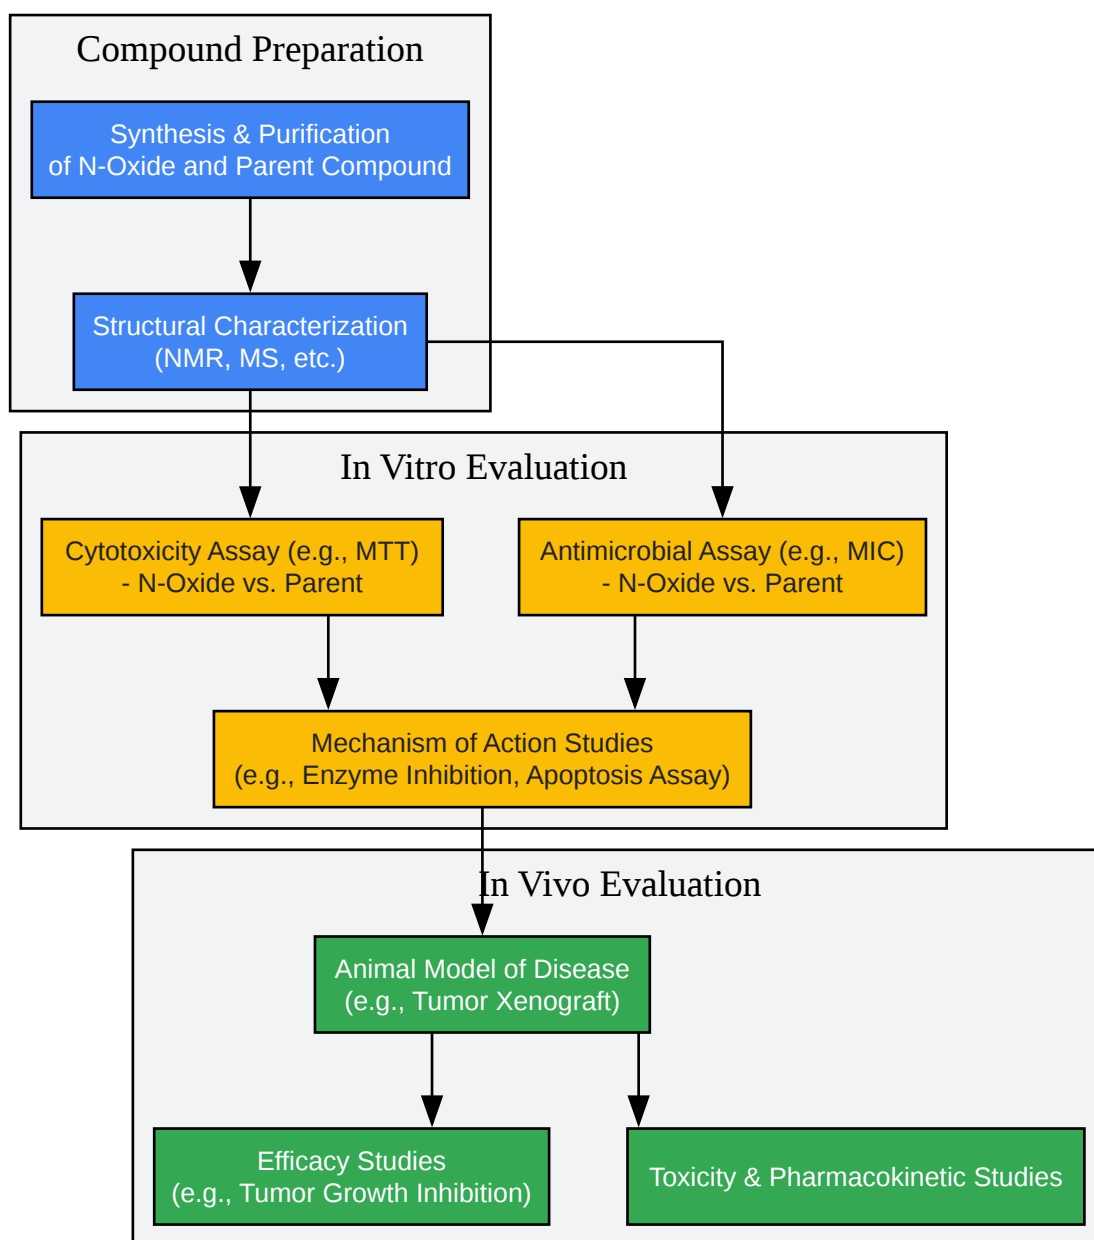 Compound Preparation
Synthesis & Purification
of N-Oxide and Parent Compound
Structural Characterization
(NMR, MS, etc.)
In Vitro Evaluation
Cytotoxicity Assay (e.g., MTT)
- N-Oxide vs. Parent
Antimicrobial Assay (e.g., MIC)
- N-Oxide vs. Parent
Mechanism of Action Studies
(e.g., Enzyme Inhibition, Apoptosis Assay)
In Vivo Evaluation
Animal Model of Disease
(e.g., Tumor Xenograft)
Efficacy Studies
(e.g., Tumor Growth Inhibition)
Toxicity & Pharmacokinetic Studies